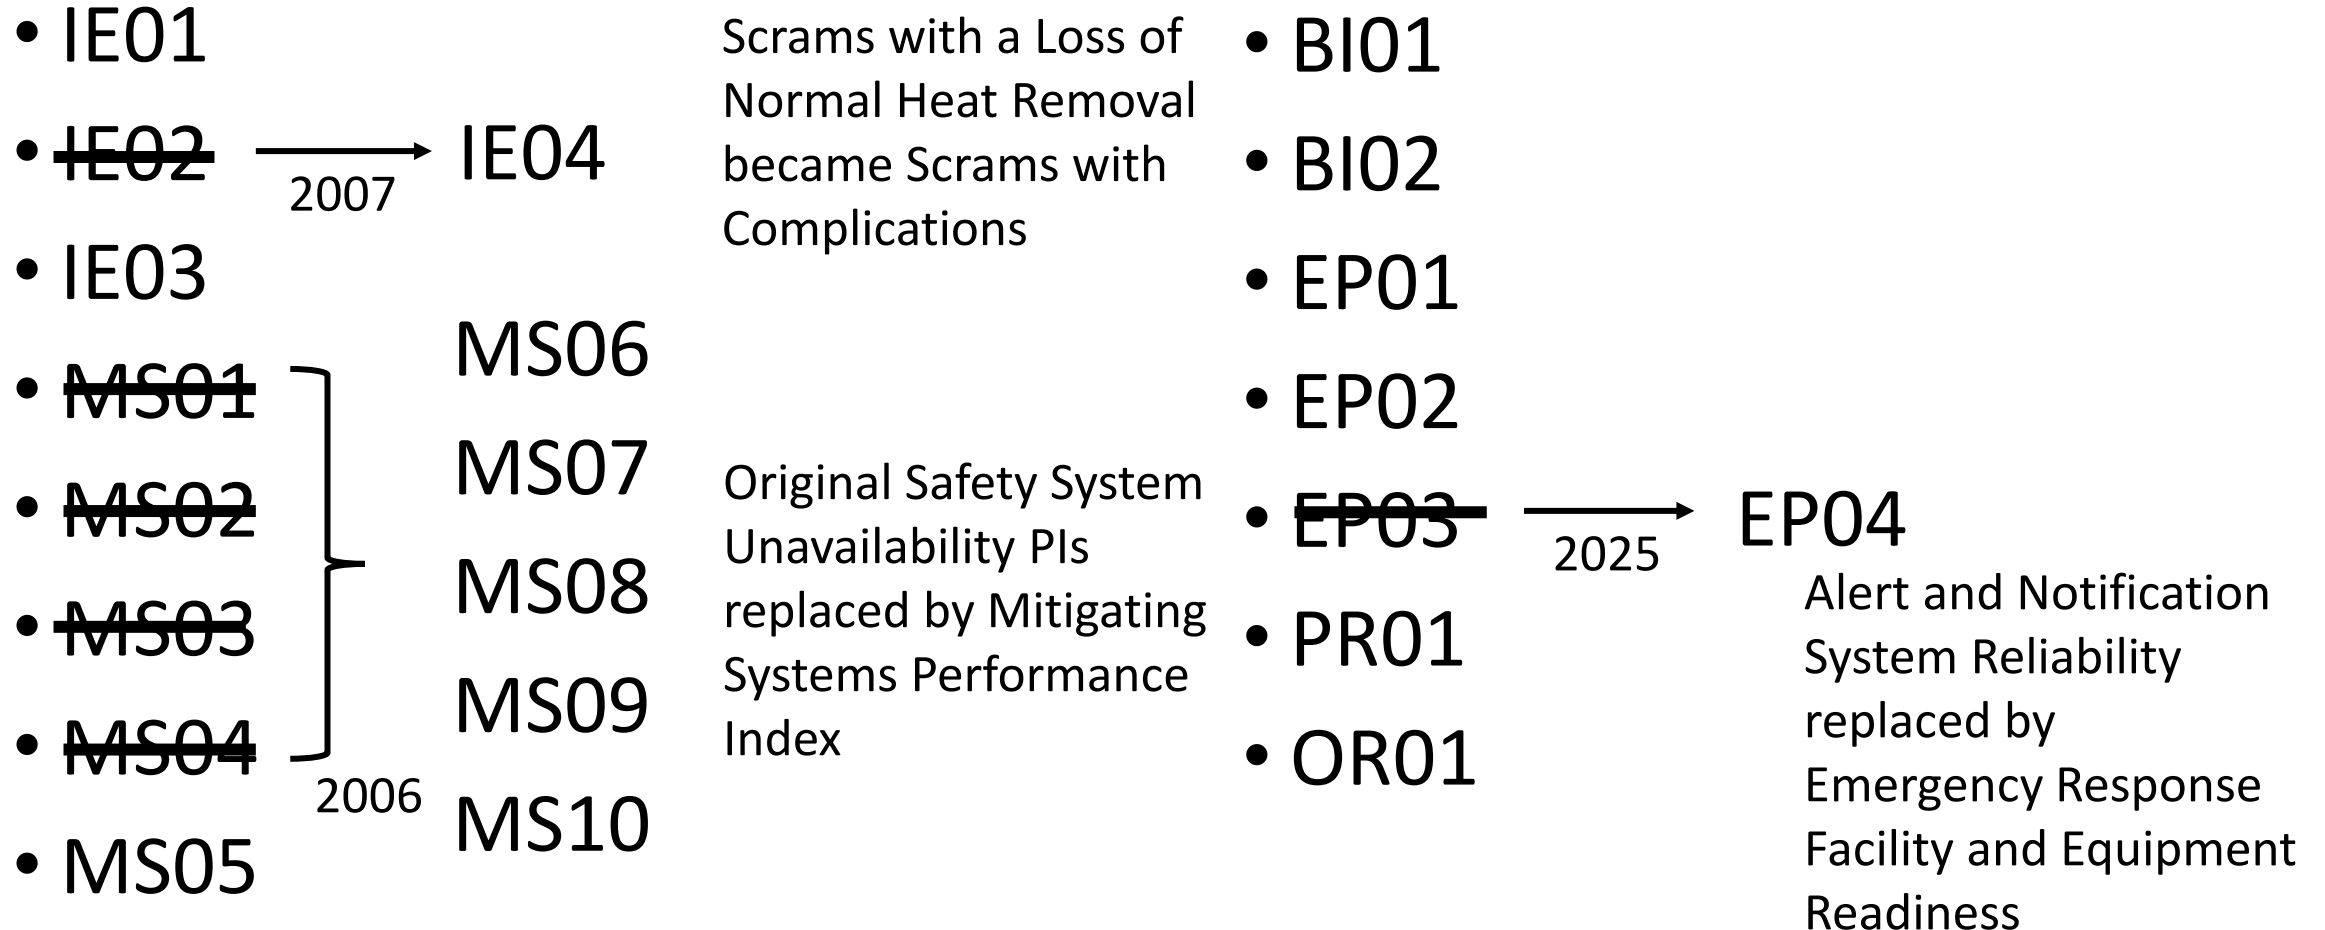 • IE01
• IE02
2007
IE04
• IE03
• MS01
• MS02
• MS03
• MS04
2006
• MS05
MS06
MS07
MS08
MS09
MS10
Scrams with a Loss of
Normal Heat Removal
became Scrams with
Complications
Original Safety System
Unavailability PIs
replaced by Mitigating
Systems Performance
Index
• BI01
• BI02
• EP01
• EP02
• EP03
2025
EP04
Alert and Notification
System Reliability
replaced by
Emergency Response
Facility and Equipment
Readiness
• PR01
• OR01